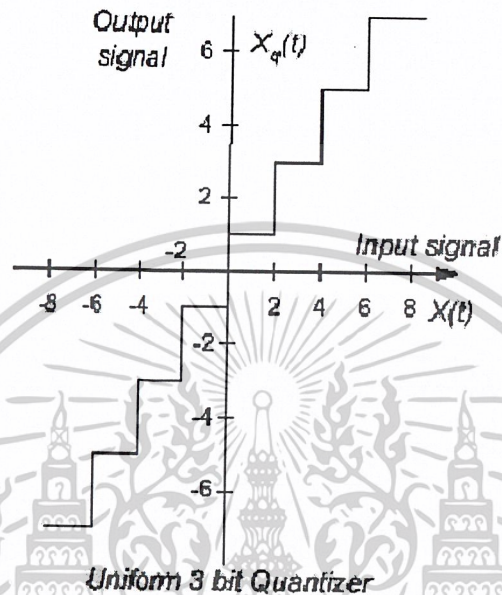 Output
signal
6 X_q(t)
4
2
-2 Input signal
-8 -6 -4 2 4 6 8 X(t)
-2
-4
-6
Uniform 3 bit Quantizer